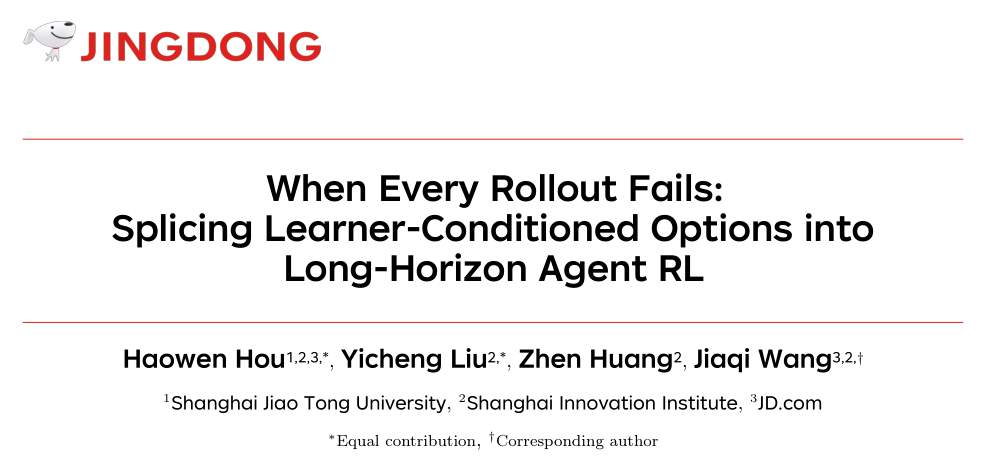 JINGDONG
When Every Rollout Fails:
Splicing Learner-Conditioned Options into
Long-Horizon Agent RL
Haowen Hou1,2,3,*, Yicheng Liu2,*, Zhen Huang2, Jiaqi Wang3,2,†
1Shanghai Jiao Tong University, 2Shanghai Innovation Institute, 3JD.com
*Equal contribution, †Corresponding author